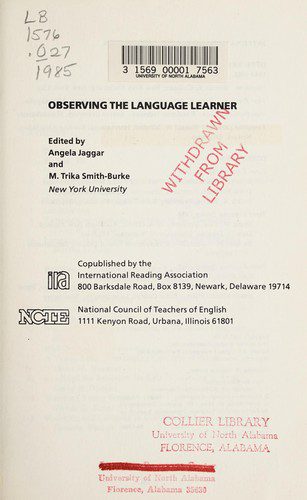 LB
1576
.O27
1985
3 1569 00001 7563
UNIVERSITY OF NORTH ALABAMA
OBSERVING THE LANGUAGE LEARNER
WITHDRAWN
FROM
LIBRARY
Edited by
Angela Jaggar
and
M. Trika Smith-Burke
New York University
Copublished by the
ira
International Reading Association
800 Barksdale Road, Box 8139, Newark, Delaware 19714
NCTE
National Council of Teachers of English
1111 Kenyon Road, Urbana, Illinois 61801
COLLIER LIBRARY
University of North Alabama
FLORENCE, ALABAMA
University of North Alabama
Florence, Alabama 35630